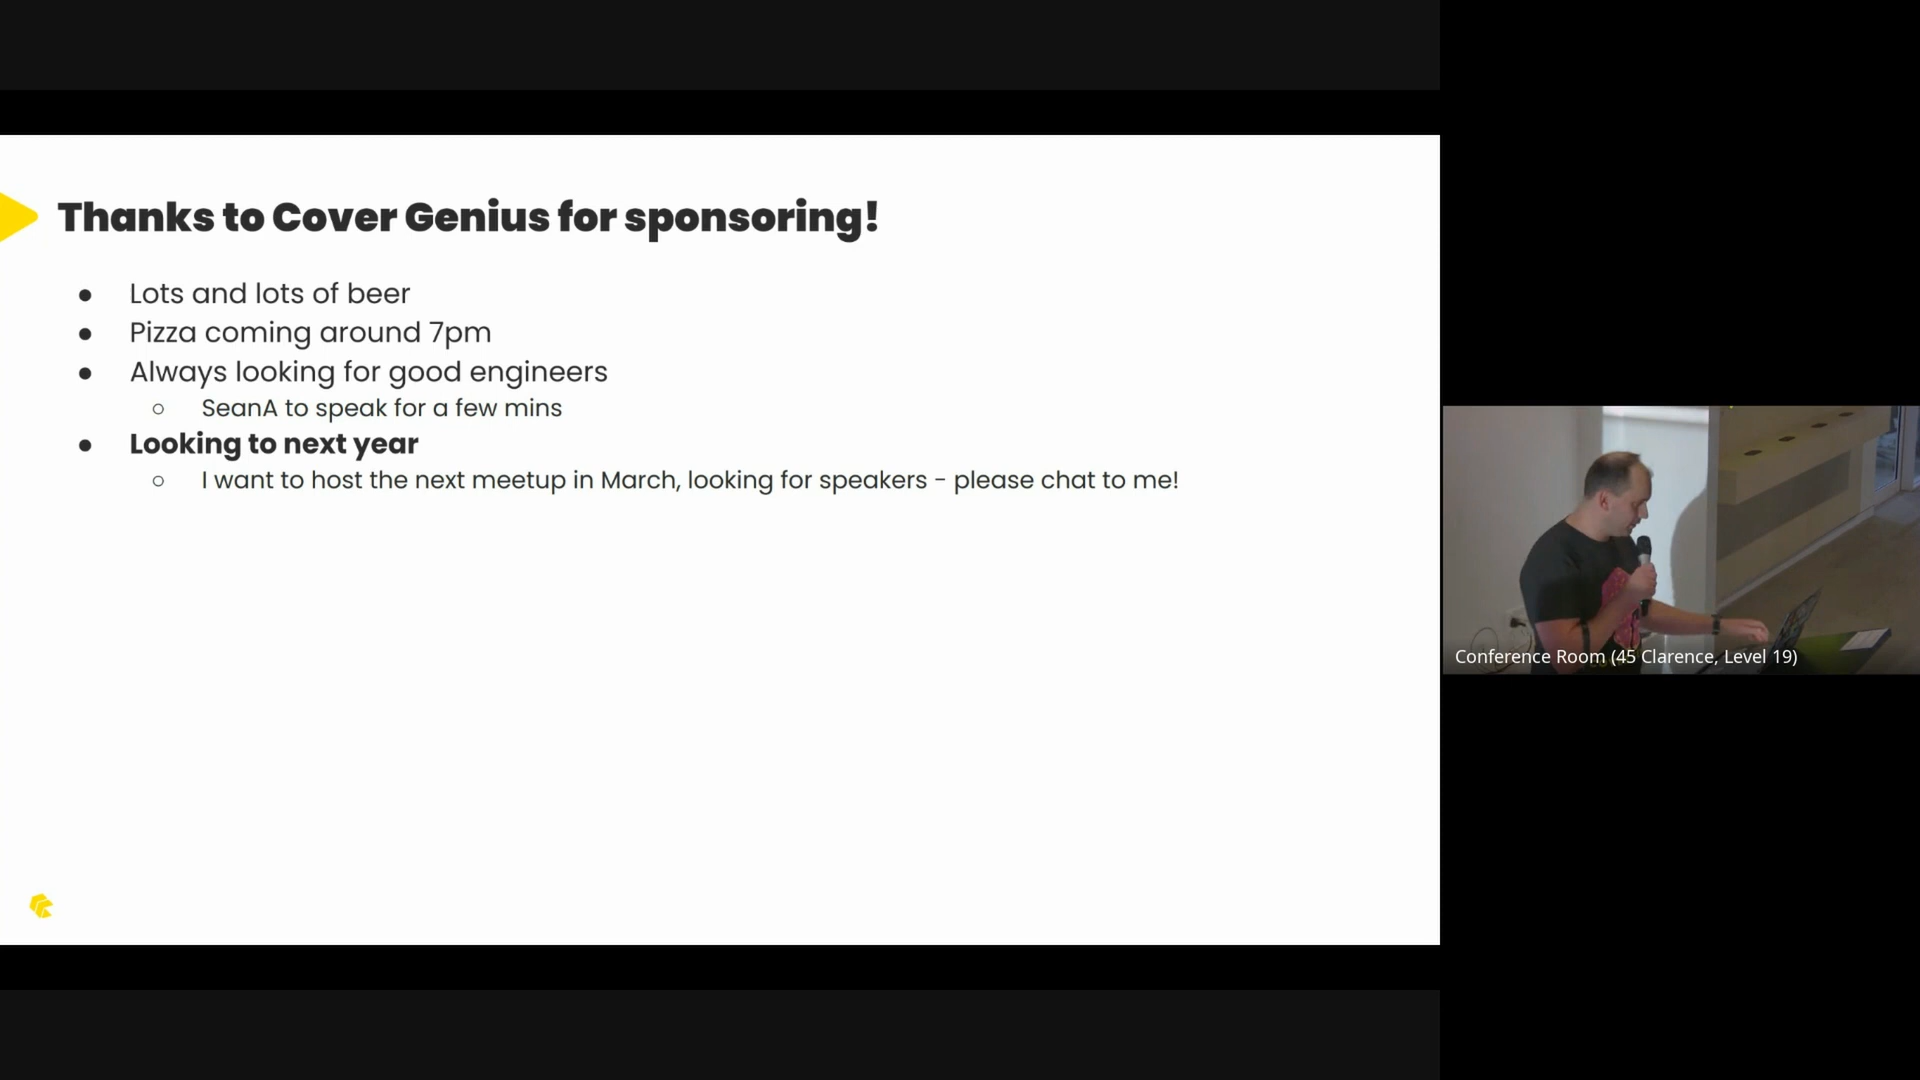 Thanks to Cover Genius for sponsoring!
● Lots and lots of beer
● Pizza coming around 7pm
● Always looking for good engineers
○ SeanA to speak for a few mins
● Looking to next year
○ I want to host the next meetup in March, looking for speakers - please chat to me!
Conference Room (45 Clarence, Level 19)